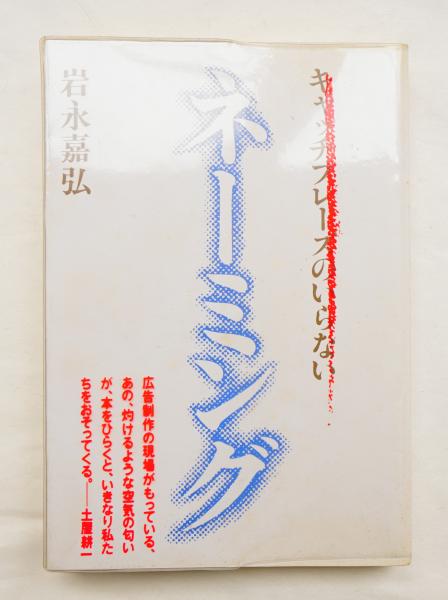 キャッチフレーズのいらない
ネーミング
岩永嘉弘
広告制作の現場がもっている、
あの、灼けるような空気の匂い
が、本をひらくと、いきなり私た
ちをおそってくる。——土屋耕一